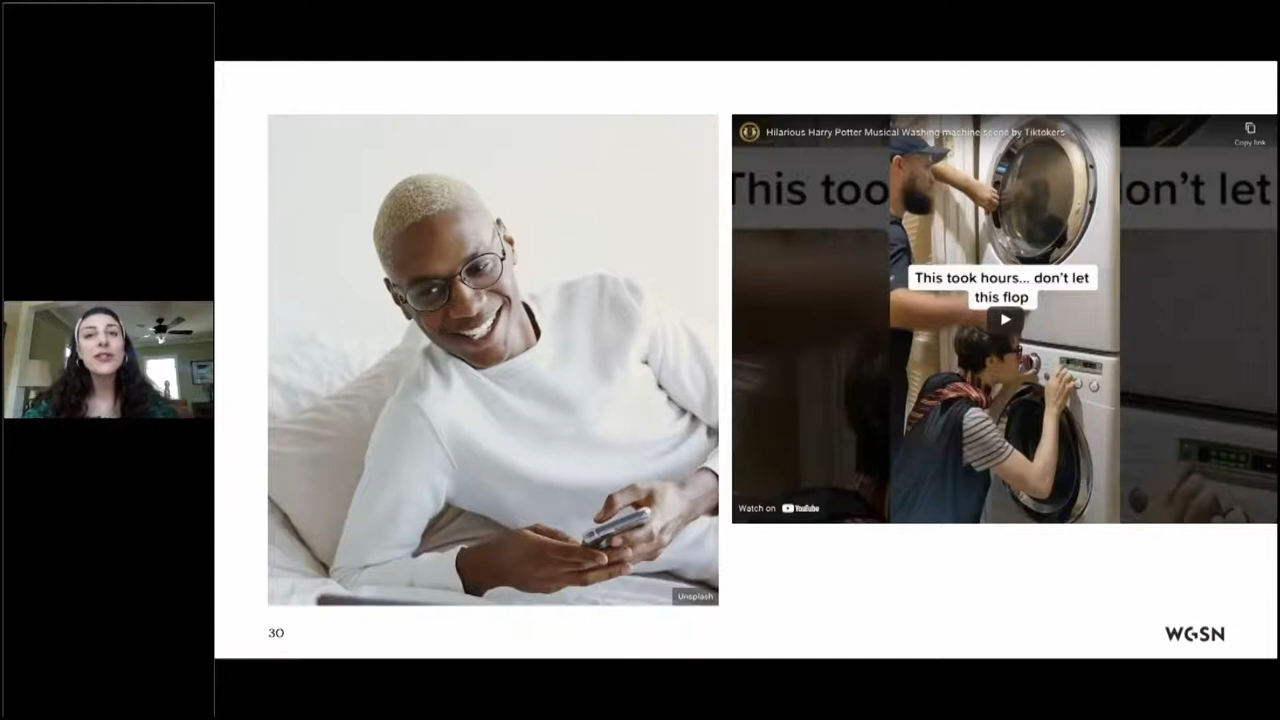 Hilarious Harry Potter Musical Washing machine scene by Tiktokers
Copy link
This too
on't let
This took hours... don't let
this flop
Watch on YouTube
Unsplash
30
WGSN